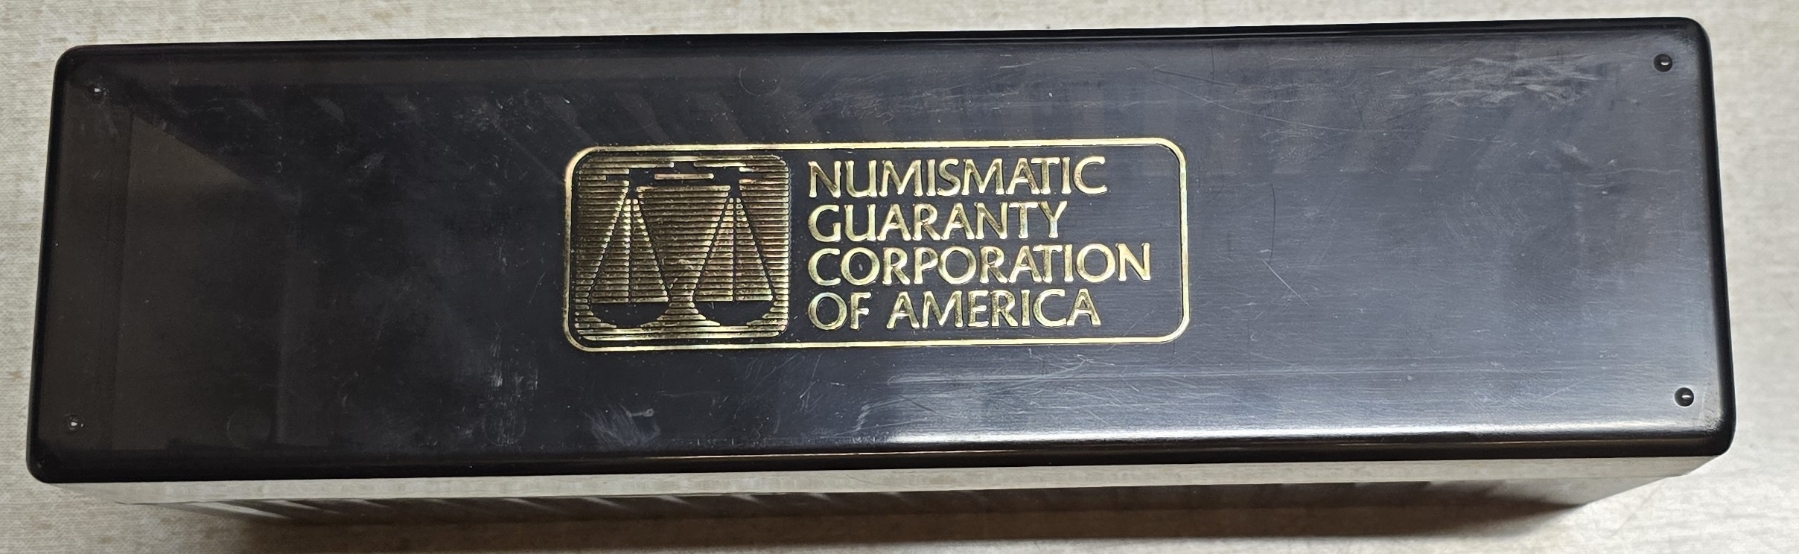 NUMISMATIC
GUARANTY
CORPORATION
OF AMERICA